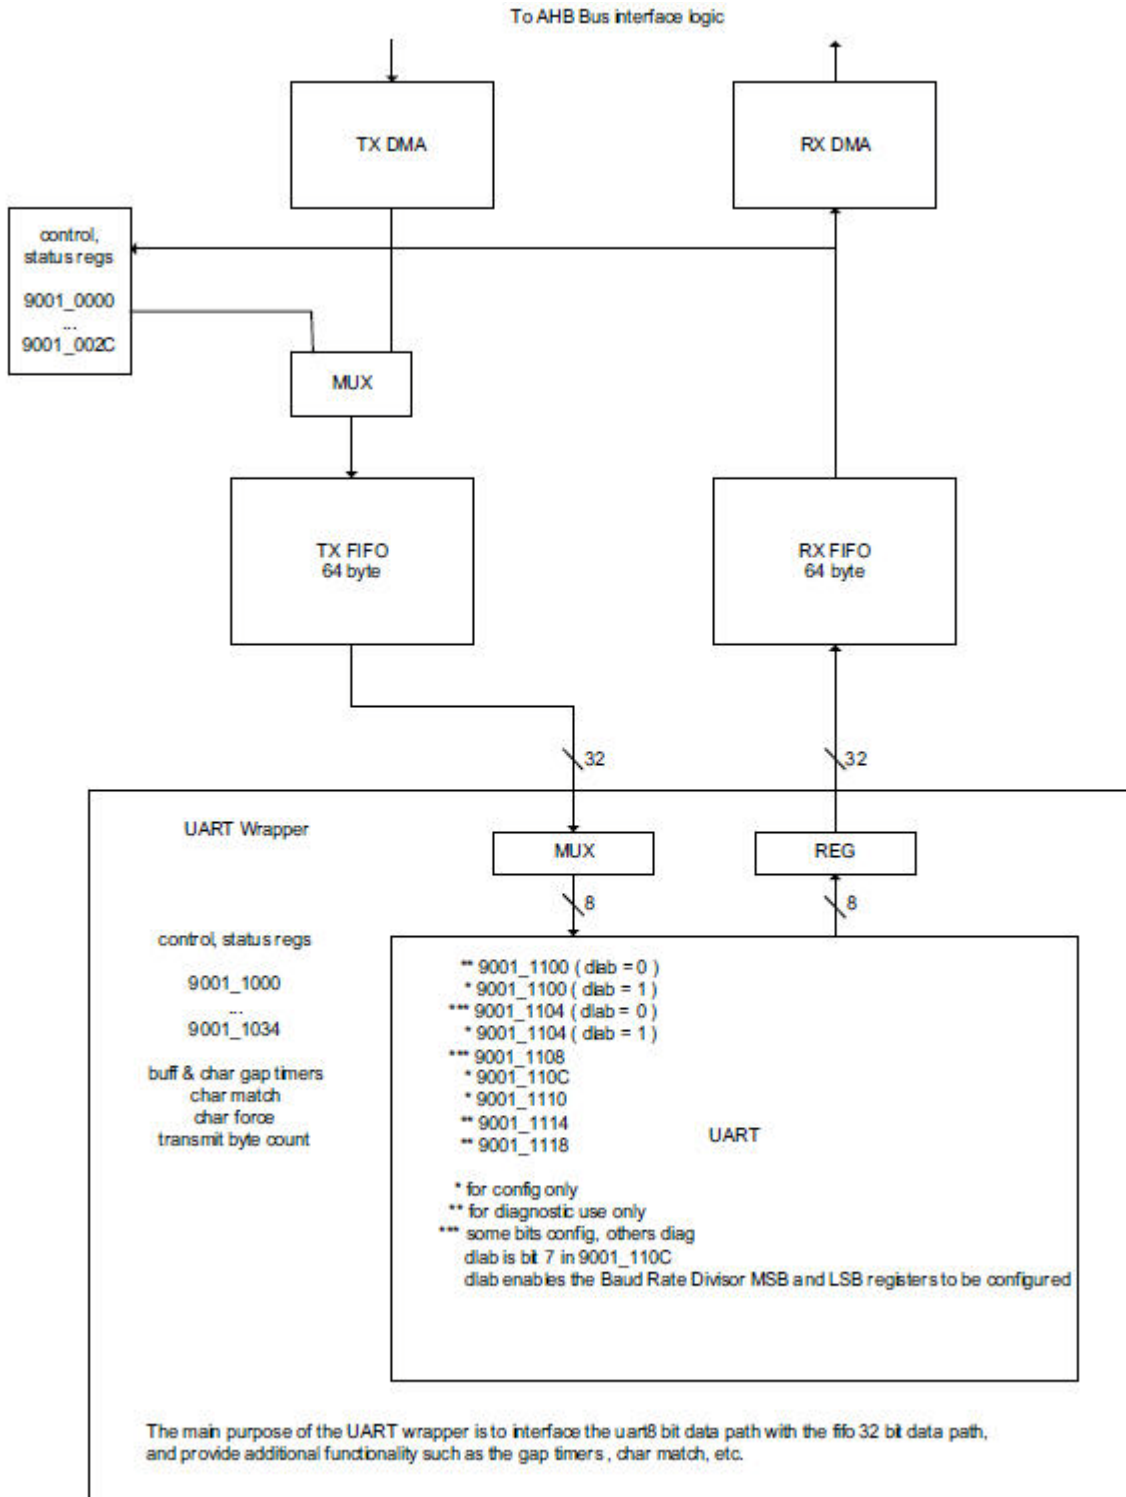 To AHB Bus interface logic
TX DMA
RX DMA
control,
status regs
9001_0000
...
9001_002C
MUX
TX FIFO
64 byte
RX FIFO
64 byte
32
32
UART Wrapper
MUX
REG
8
8
control, status regs
9001_1000
...
9001_1034
buff & char gap timers
char match
char force
transmit byte count
** 9001_1100 ( dlab = 0 )
* 9001_1100 ( dlab = 1 )
*** 9001_1104 ( dlab = 0 )
* 9001_1104 ( dlab = 1 )
*** 9001_1108
* 9001_110C
* 9001_1110
** 9001_1114
** 9001_1118
UART
* for config only
** for diagnostic use only
*** some bits config, others diag
dlab is bit 7 in 9001_110C
dlab enables the Baud Rate Divisor MSB and LSB registers to be configured
The main purpose of the UART wrapper is to interface the uart8 bit data path with the fifo 32 bit data path,
and provide additional functionality such as the gap timers , char match, etc.